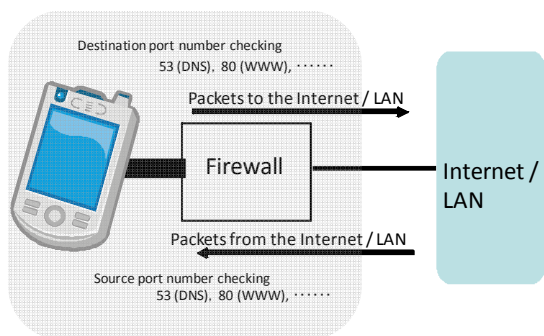 Destination port number checking
53 (DNS), 80 (WWW), ······
Packets to the Internet / LAN
Firewall
Internet /
LAN
Packets from the Internet / LAN
Source port number checking
53 (DNS), 80 (WWW), ······